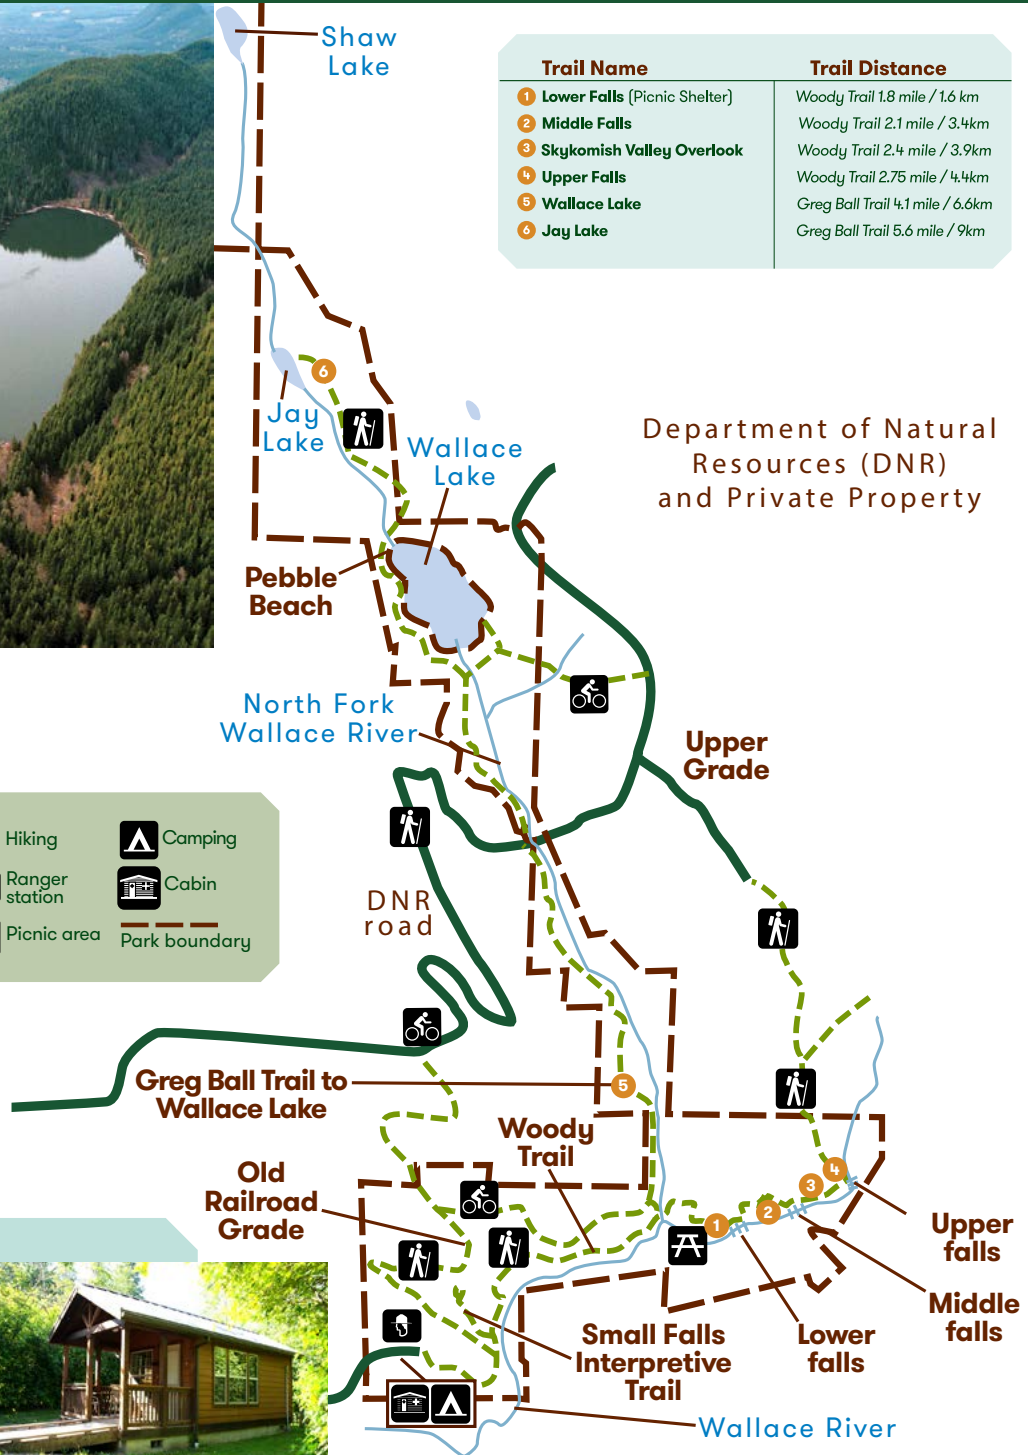 Shaw
Lake
Trail Name Trail Distance
1 Lower Falls (Picnic Shelter) Woody Trail 1.8 mile / 1.6 km
2 Middle Falls Woody Trail 2.1 mile / 3.4km
3 Skykomish Valley Overlook Woody Trail 2.4 mile / 3.9km
4 Upper Falls Woody Trail 2.75 mile / 4.4km
5 Wallace Lake Greg Ball Trail 4.1 mile / 6.6km
6 Jay Lake Greg Ball Trail 5.6 mile / 9km
6
Jay
Lake
Wallace
Lake
Department of Natural
Resources (DNR)
and Private Property
Pebble
Beach
North Fork
Wallace River
Upper
Grade
Hiking
Camping
Ranger
station
Cabin
Picnic area
Park boundary
DNR
road
Greg Ball Trail to
Wallace Lake
5
Woody
Trail
Old
Railroad
Grade
4
3
2
1
Upper
falls
Middle
falls
Lower
falls
Small Falls
Interpretive
Trail
Wallace River